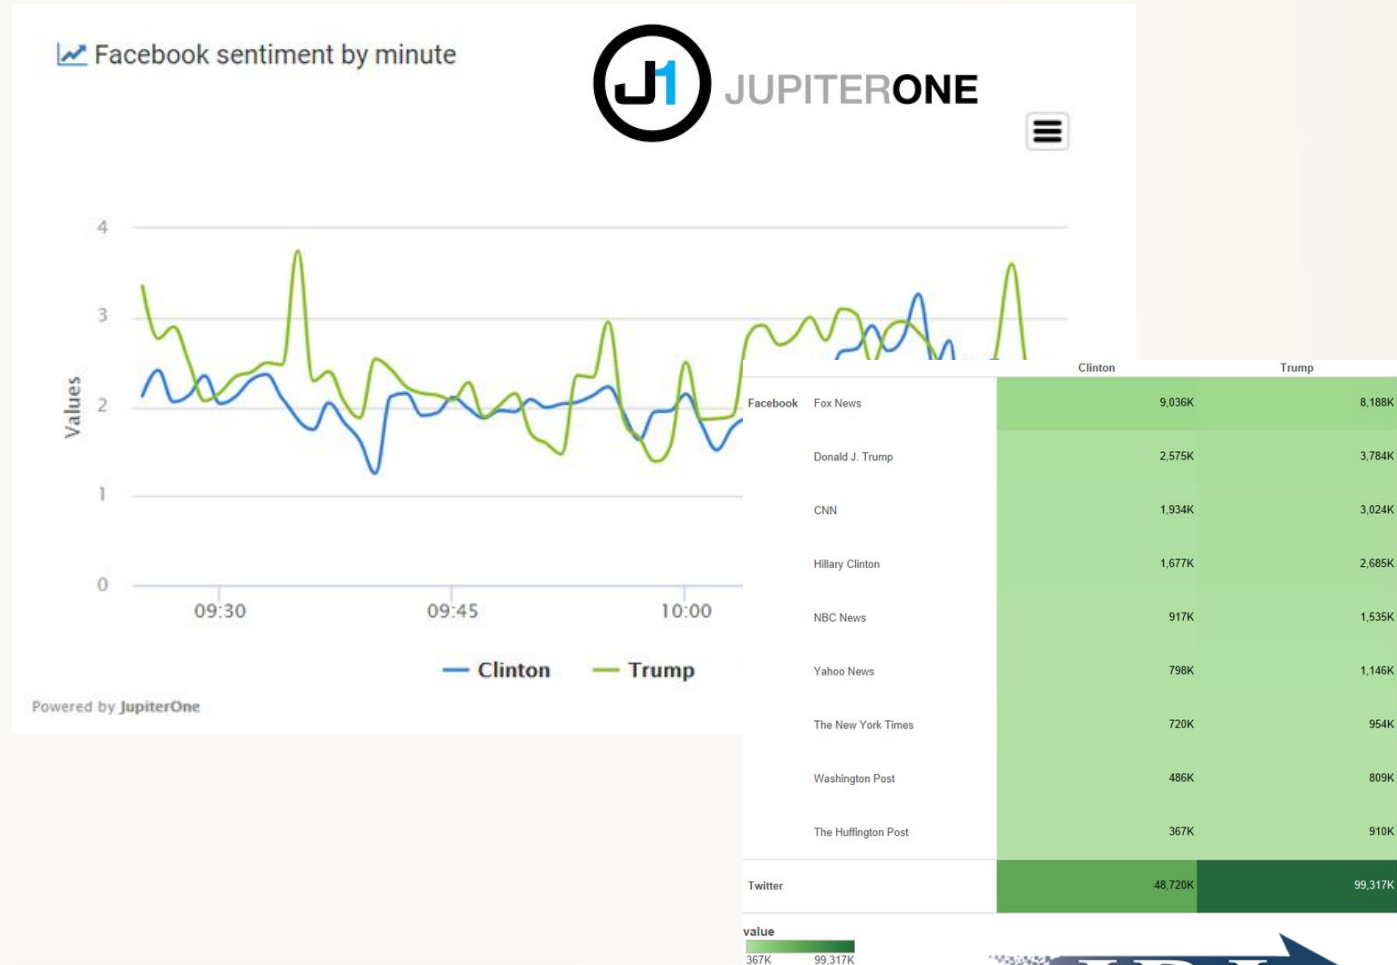 Facebook sentiment by minute
J1 JUPITERONE
4
3
2
1
0
Values
09:30 09:45 10:00
Clinton Trump
Powered by JupiterOne
Clinton Trump
Facebook Fox News 9,036K 8,188K
Donald J. Trump 2,575K 3,784K
CNN 1,934K 3,024K
Hillary Clinton 1,677K 2,685K
NBC News 917K 1,535K
Yahoo News 798K 1,146K
The New York Times 720K 954K
Washington Post 486K 809K
The Huffington Post 367K 910K
Twitter 48,720K 99,317K
value
367K 99,317K